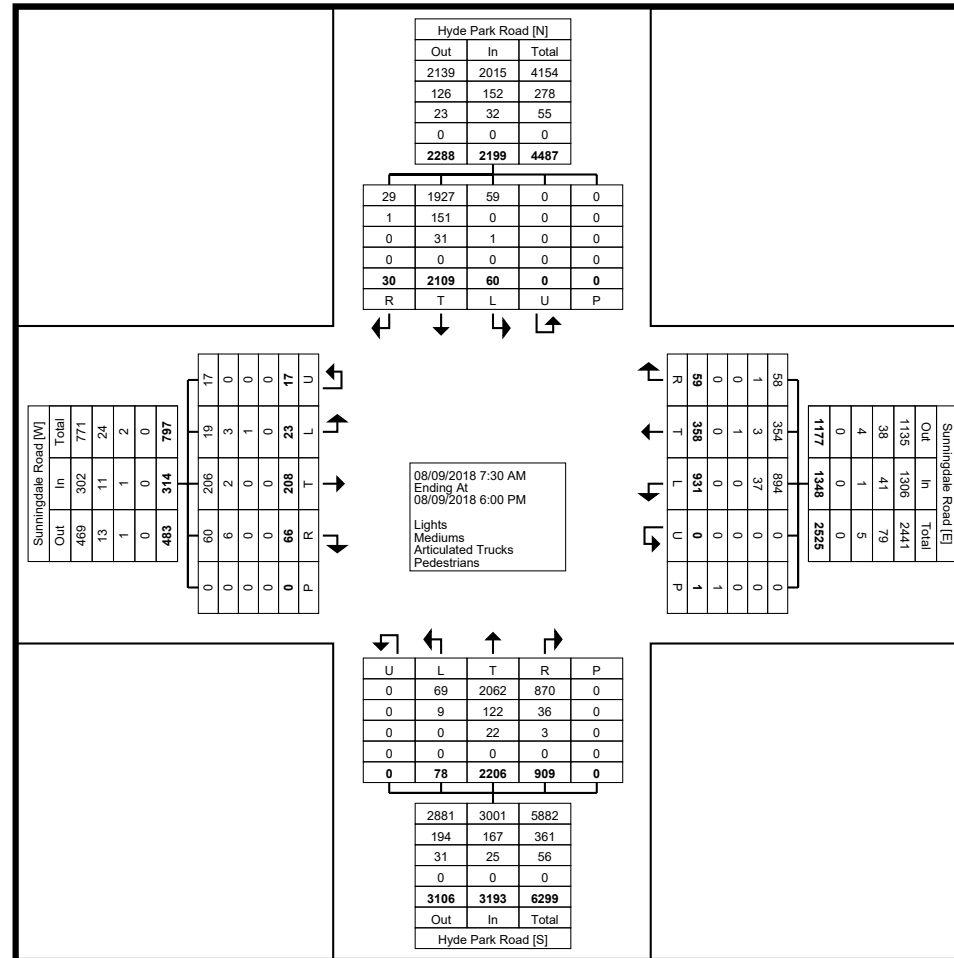 Hyde Park Road [N]
Out In Total
2139 2015 4154
126 152 278
23 32 55
0 0 0
2288 2199 4487
29 1927 59 0 0
1 151 0 0 0
0 31 1 0 0
0 0 0 0 0
30 2109 60 0 0
R T L U P
Sunningdale Road [W]
Total In Out
771 302 469
24 11 13
2 1 1
0 0 0
797 314 483
17 19 206 60 0
0 3 2 6 0
0 1 0 0 0
0 0 0 0 0
17 23 208 66 0
U L T R P
08/09/2018 7:30 AM
Ending At
08/09/2018 6:00 PM
Lights
Mediums
Articulated Trucks
Pedestrians
Sunningdale Road [E]
Out In Total
1135 1306 2441
38 41 79
4 1 5
0 0 0
1177 1348 2525
58 354 894 0 0
1 3 37 0 0
0 1 0 0 0
0 0 0 0 1
59 358 931 0 1
R T L U P
U L T R P
0 69 2062 870 0
0 9 122 36 0
0 0 22 3 0
0 0 0 0 0
0 78 2206 909 0
2881 3001 5882
194 167 361
31 25 56
0 0 0
3106 3193 6299
Out In Total
Hyde Park Road [S]